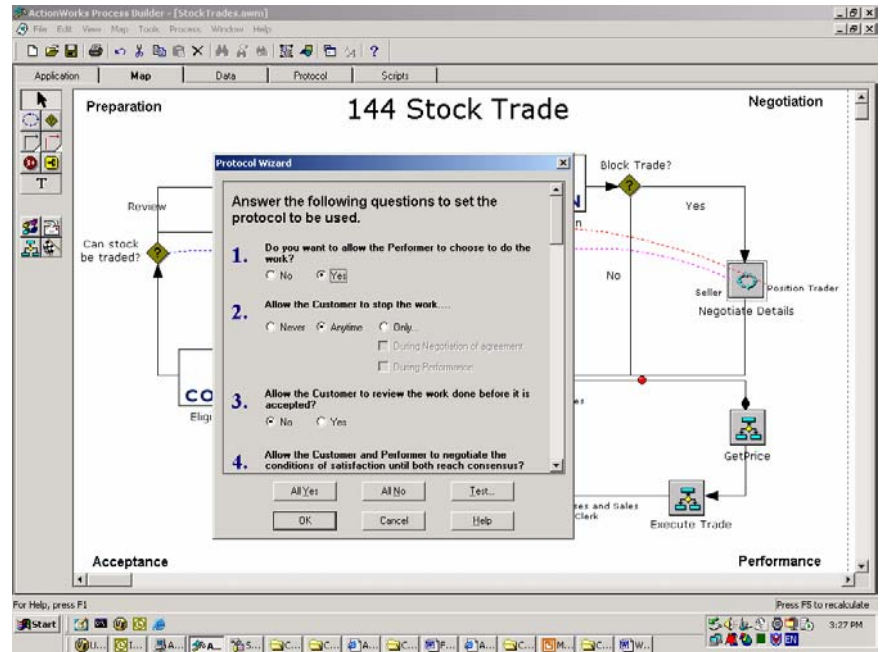 ActionWorks Process Builder - [StockTrades.awm]
File Edit View Map Tools Process Window Help
Application Map Data Protocol Scripts
Preparation
144 Stock Trade
Negotiation
Block Trade?
Review
Yes
Can stock
be traded?
No
Seller
Position Trader
Negotiate Details
CO
N
GetPrice
ses and Sales
Clerk
Execute Trade
Acceptance
Performance
Protocol Wizard
Answer the following questions to set the
protocol to be used.
1. Do you want to allow the Performer to choose to do the
work?
No Yes
2. Allow the Customer to stop the work....
Never Anytime Only...
During Negotiation of agreement
During Performance
3. Allow the Customer to review the work done before it is
accepted?
No Yes
4. Allow the Customer and Performer to negotiate the
conditions of satisfaction until both reach consensus?
All Yes All No Test...
OK Cancel Help
For Help, press F1
Press F5 to recalculate
Start
3:27 PM
U... I... A... A... S... C... C... A... C... F... A... C... M... C... W...
EN